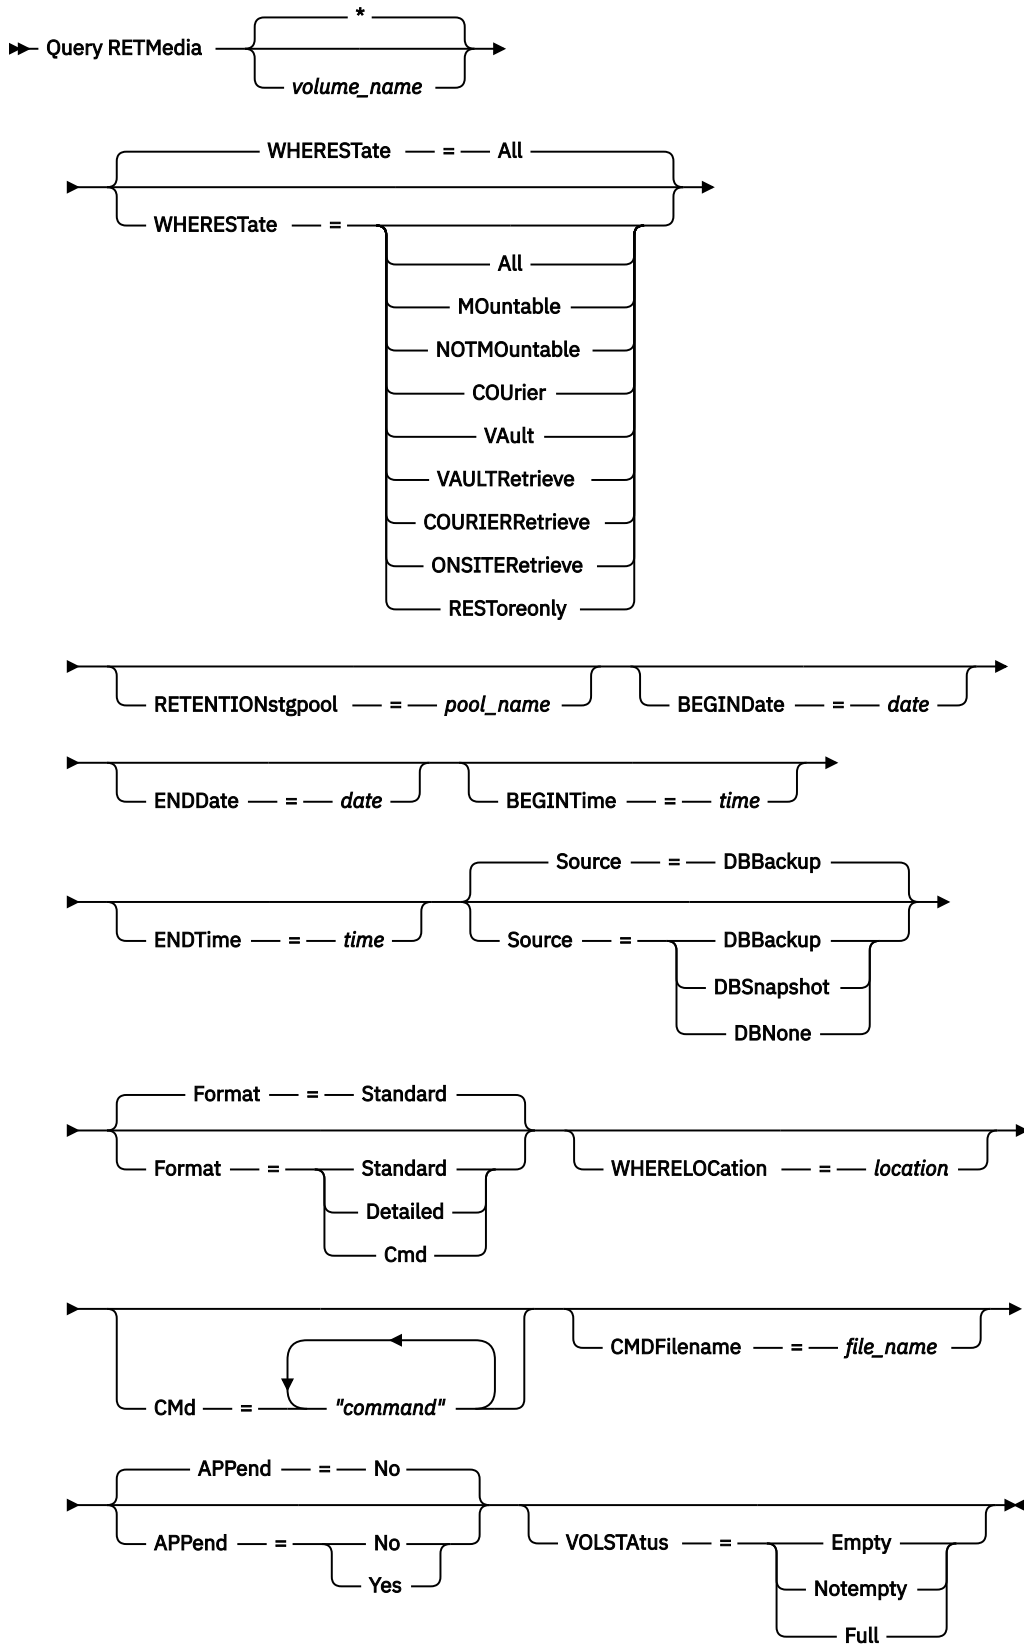 *
Query RETMedia
volume_name
WHERESTate = All
WHERESTate =
All
MOuntable
NOTMOuntable
COUrier
VAult
VAULTRetrieve
COURIERRetrieve
ONSITERetrieve
RESToreonly
RETENTIONstgpool = pool_name BEGINDate = date
ENDDate = date BEGINTime = time
Source = DBBackup
ENDTime = time Source = DBBackup
DBSnapshot
DBNone
Format = Standard
Format = Standard WHERELOCation = location
Detailed
Cmd
CMDFilename = file_name
CMd = "command"
APPend = No
APPend = No VOLSTAtus = Empty
Yes Notempty
Full